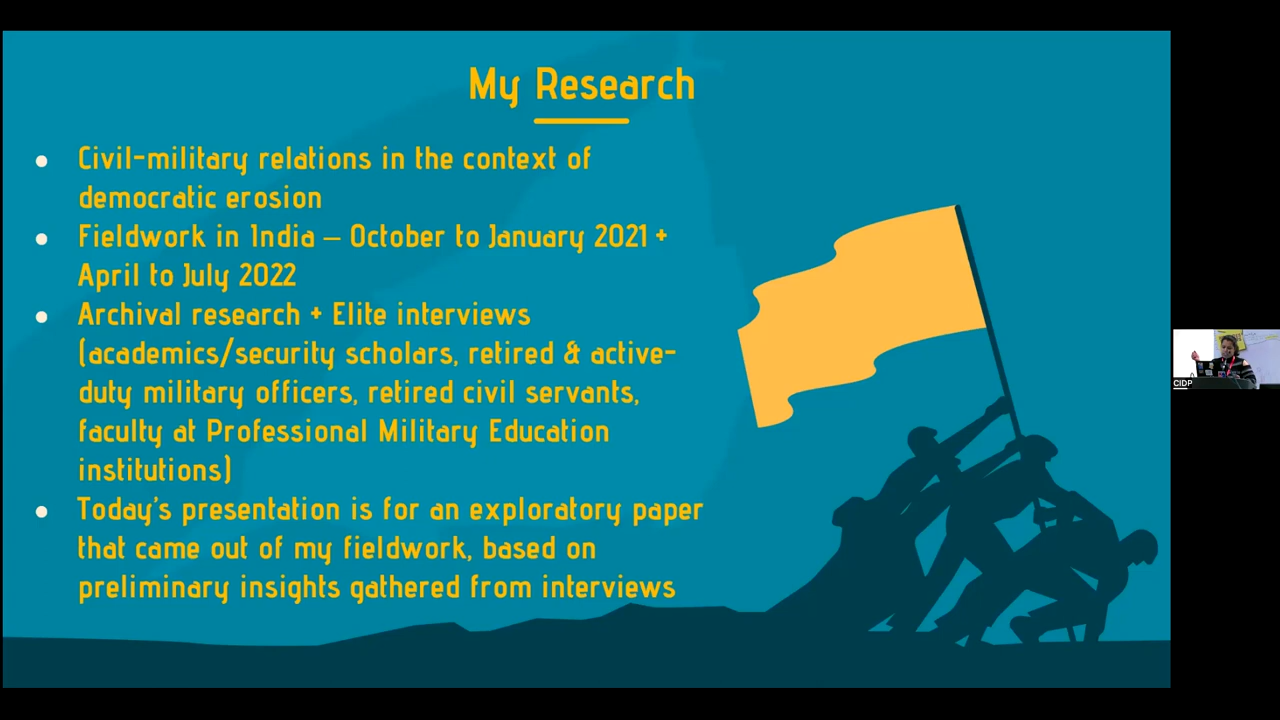 My Research
• Civil-military relations in the context of
democratic erosion
• Fieldwork in India – October to January 2021 +
April to July 2022
• Archival research + Elite interviews
(academics/security scholars, retired & active-
duty military officers, retired civil servants,
faculty at Professional Military Education
institutions)
• Today's presentation is for an exploratory paper
that came out of my fieldwork, based on
preliminary insights gathered from interviews
CIDP